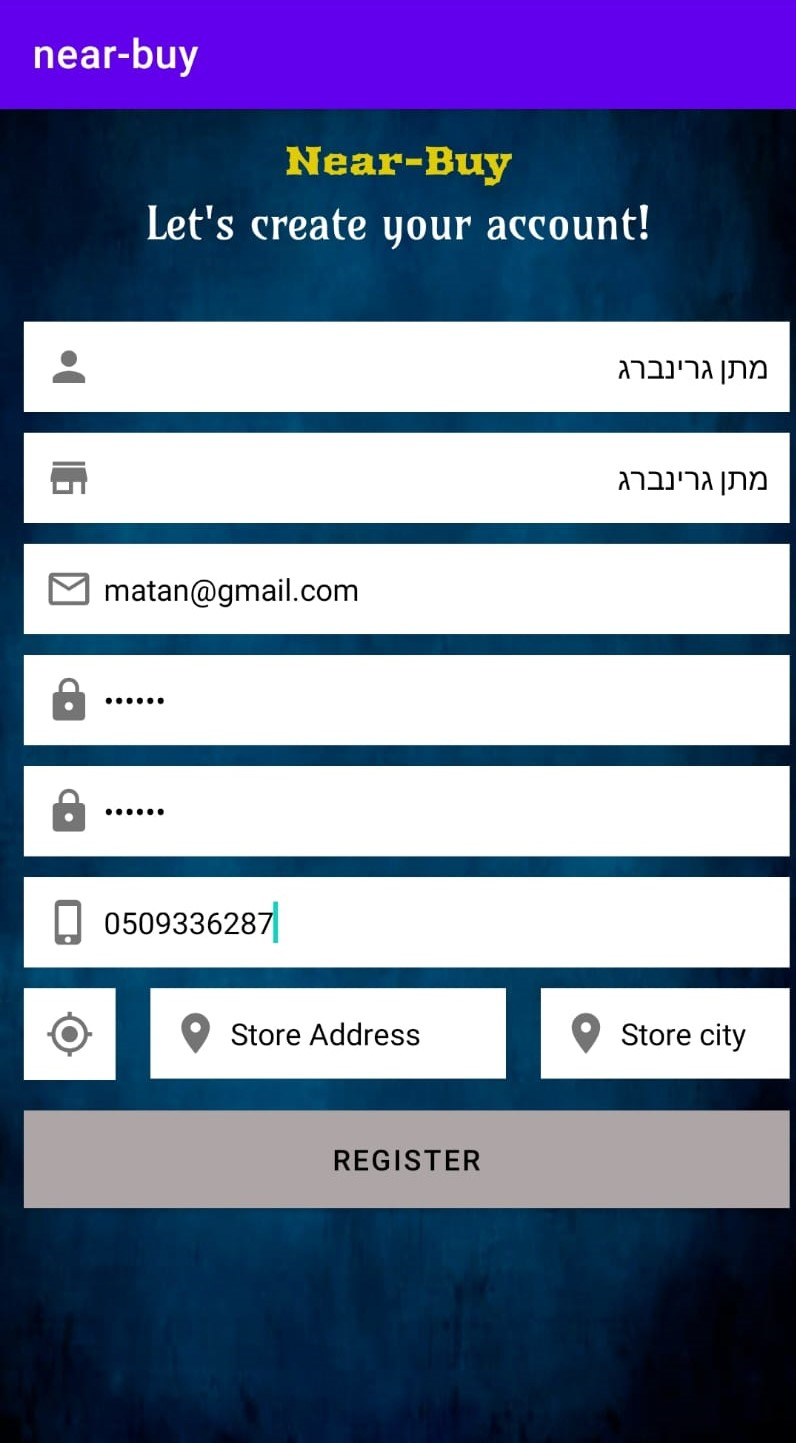 near-buy
Near-Buy
Let's create your account!
מתן גרינברג
מתן גרינברג
matan@gmail.com
••••••
••••••
0509336287
Store Address Store city
REGISTER